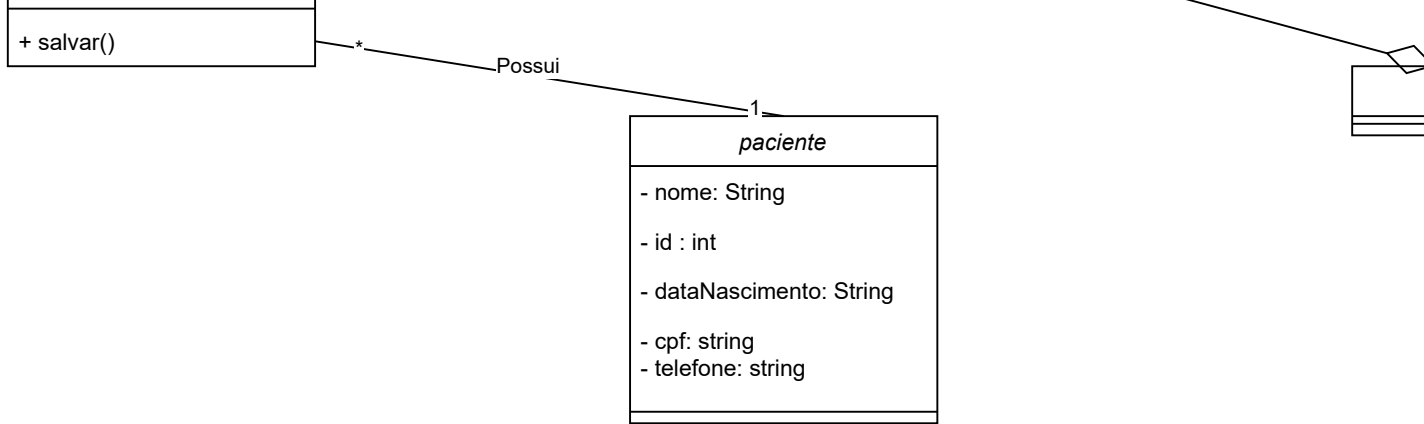 + salvar()
*
Possui
1
paciente
- nome: String
- id : int
- dataNascimento: String
- cpf: string
- telefone: string